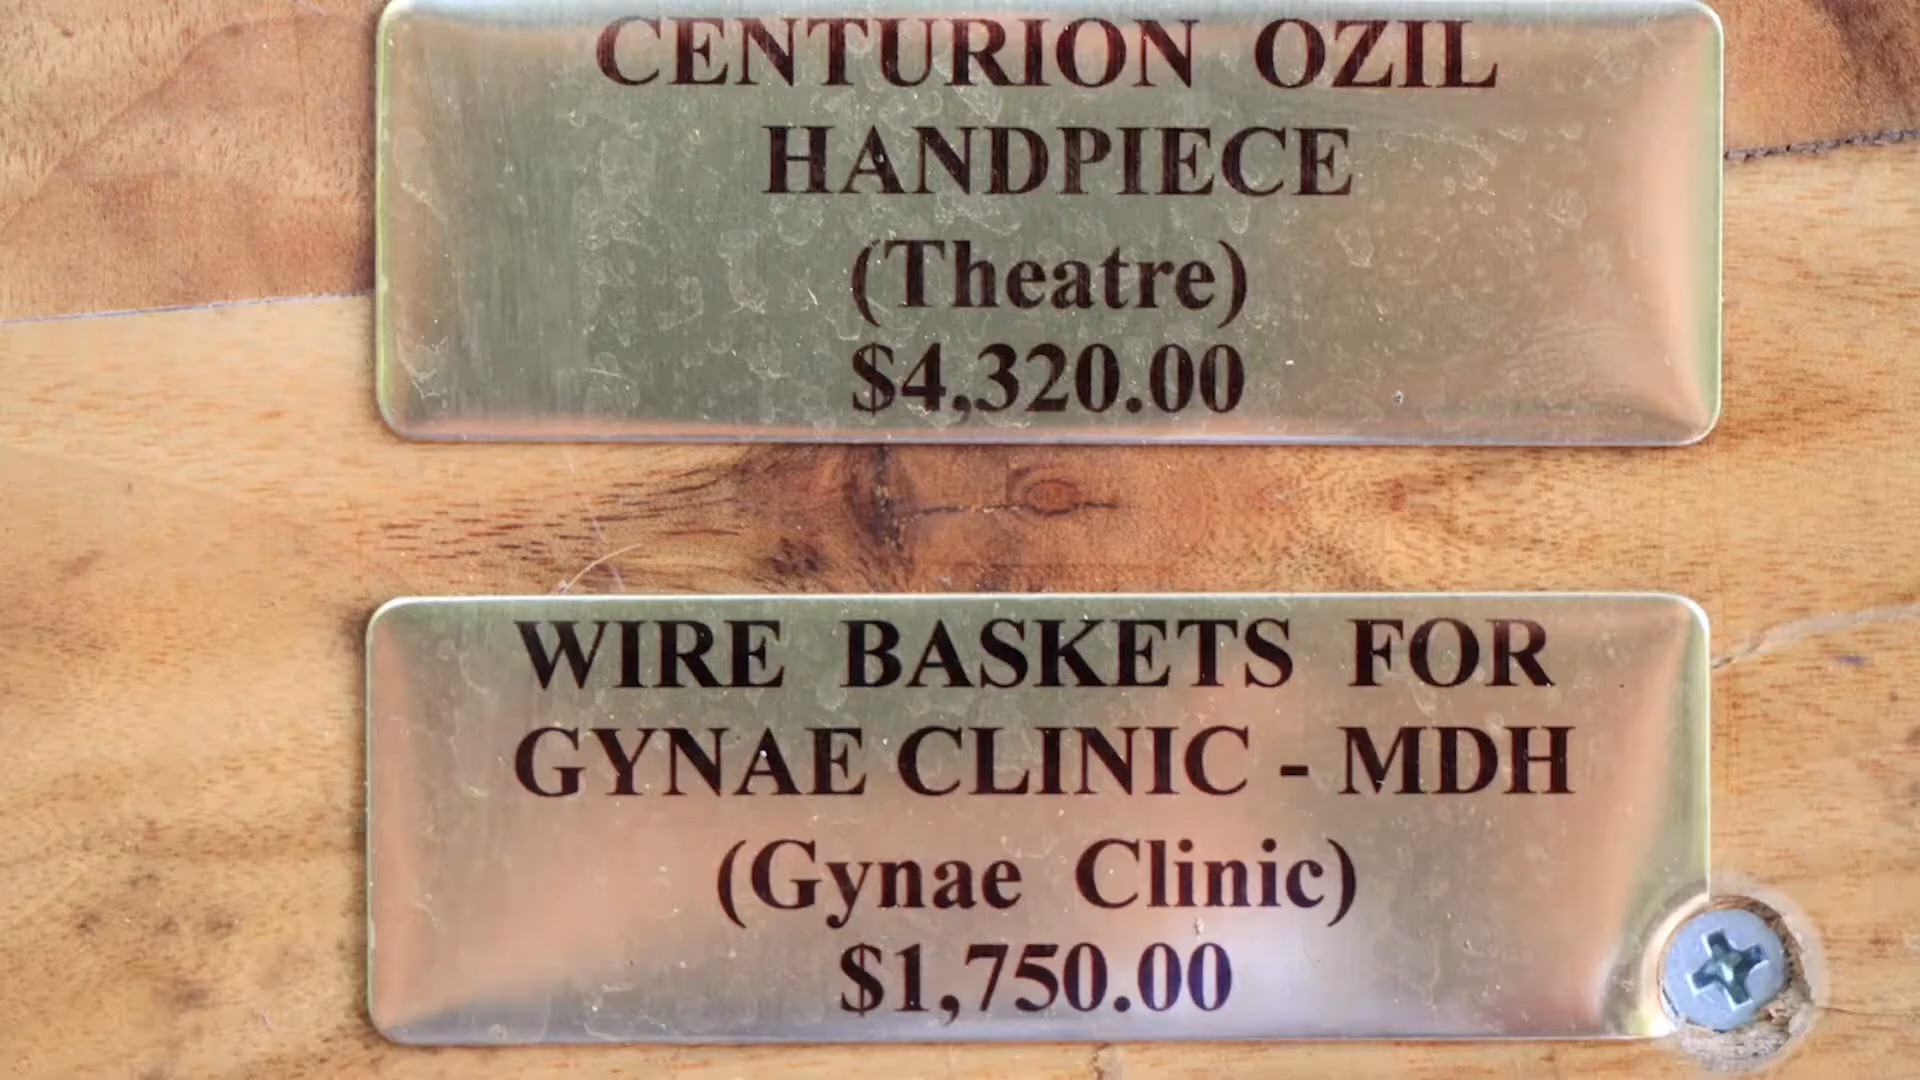 CENTURION OZIL
HANDPIECE
(Theatre)
$4,320.00
WIRE BASKETS FOR
GYNAE CLINIC - MDH
(Gynae Clinic)
$1,750.00